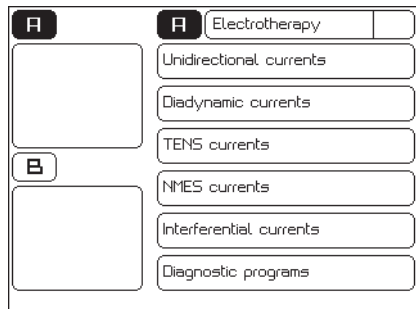 A
A Electrotherapy
Unidirectional currents
Diadynamic currents
TENS currents
B
NMES currents
Interferential currents
Diagnostic programs